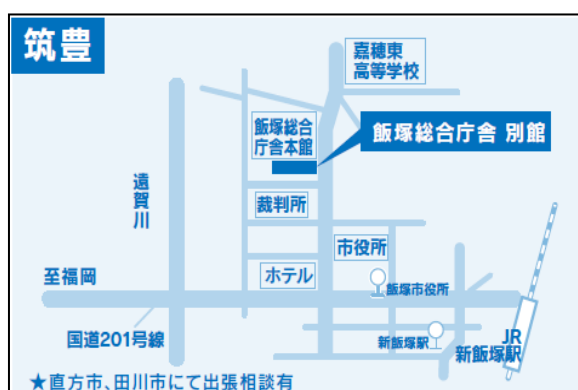 筑豊
嘉穂東
高等学校
飯塚総合
庁舎本館
飯塚総合庁舎 別館
遠賀川
裁判所
市役所
至福岡
ホテル
飯塚市役所
国道201号線
新飯塚駅
JR
新飯塚駅
★直方市、田川市にて出張相談有